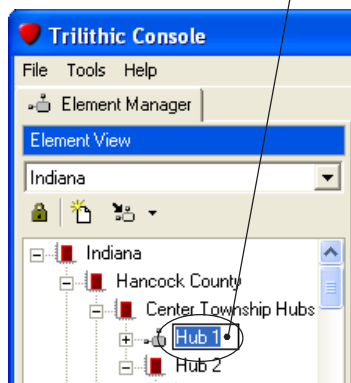 Trilithic Console
File Tools Help
Element Manager
Element View
Indiana
Indiana
Hancock County
Center Township Hubs
Hub 1
Hub 2